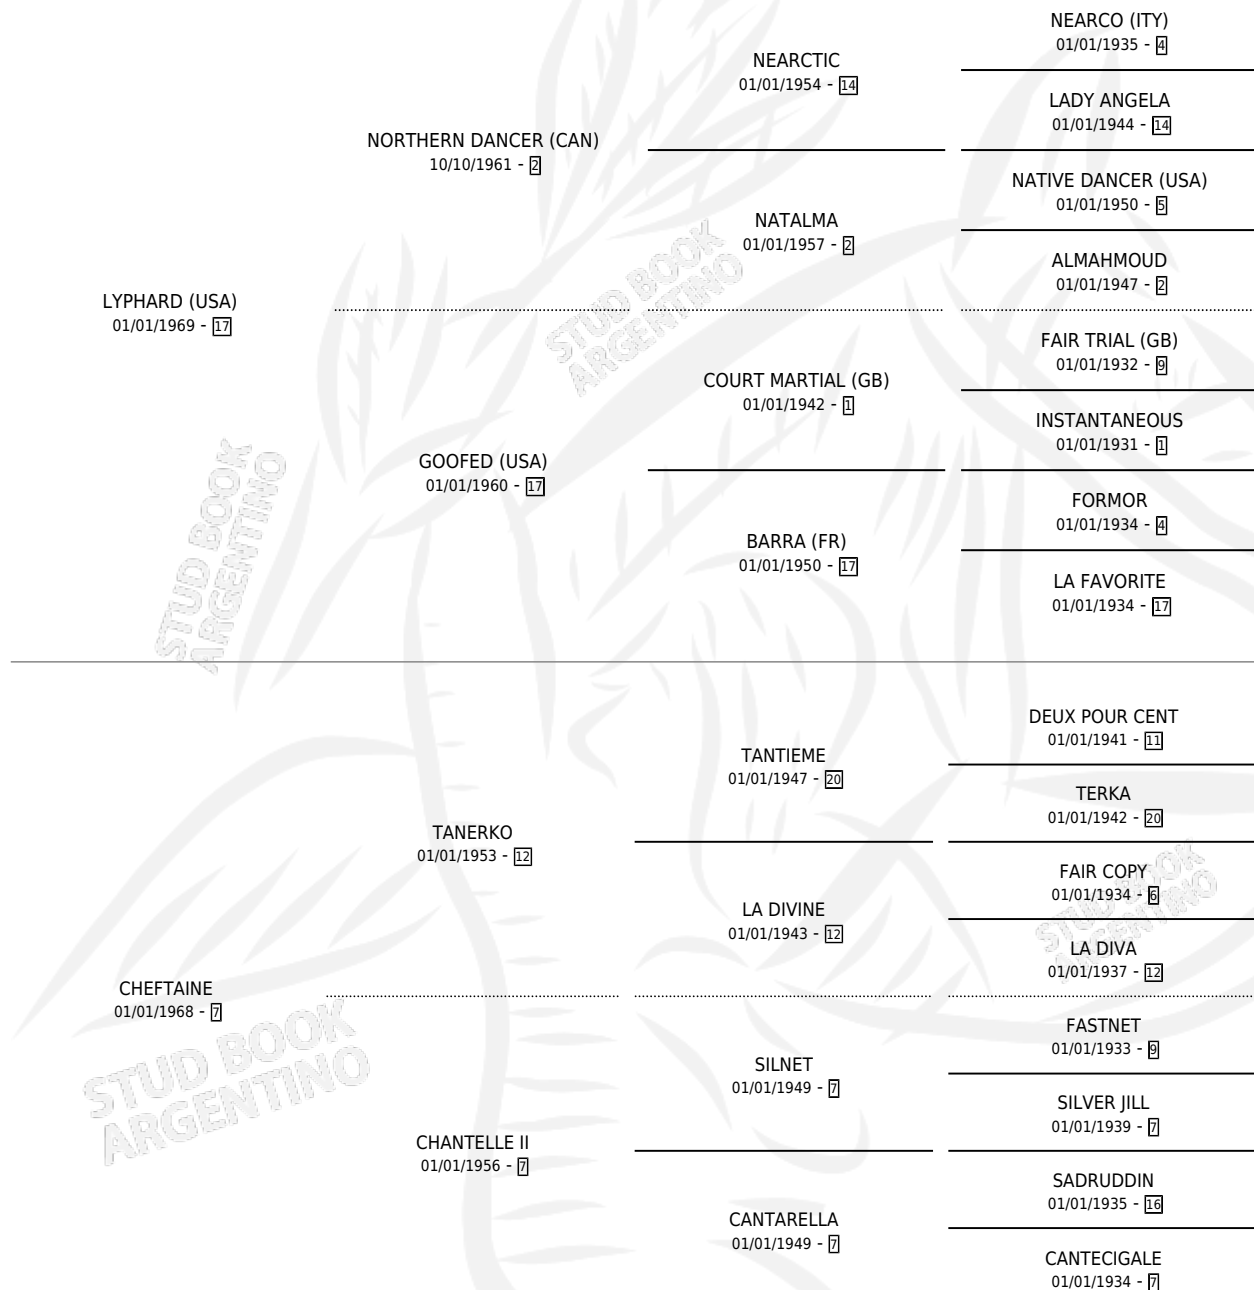 NEARCO (ITY)
01/01/1935 - 4
NEARCTIC
01/01/1954 - 14
LADY ANGELA
01/01/1944 - 14
NORTHERN DANCER (CAN)
10/10/1961 - 2
NATIVE DANCER (USA)
01/01/1950 - 5
NATALMA
01/01/1957 - 2
ALMAHMOUD
01/01/1947 - 2
LYPHARD (USA)
01/01/1969 - 17
STUD BOOK
ARGENTINO
FAIR TRIAL (GB)
01/01/1932 - 9
COURT MARTIAL (GB)
01/01/1942 - 1
INSTANTANEOUS
01/01/1931 - 1
GOOFED (USA)
01/01/1960 - 17
FORMOR
01/01/1934 - 4
BARRA (FR)
01/01/1950 - 17
LA FAVORITE
01/01/1934 - 17
STUD BOOK
ARGENTINO
DEUX POUR CENT
01/01/1941 - 11
TANTIEME
01/01/1947 - 20
TERKA
01/01/1942 - 20
TANERKO
01/01/1953 - 12
FAIR COPY
01/01/1934 - 6
LA DIVINE
01/01/1943 - 12
LA DIVA
01/01/1937 - 12
STUD BOOK
ARGENTINO
CHEFTAINE
01/01/1968 - 7
STUD BOOK
ARGENTINO
FASTNET
01/01/1933 - 9
SILNET
01/01/1949 - 7
SILVER JILL
01/01/1939 - 7
CHANTELLE II
01/01/1956 - 7
SADRUDDIN
01/01/1935 - 16
CANTARELLA
01/01/1949 - 7
CANTECIGALE
01/01/1934 - 7